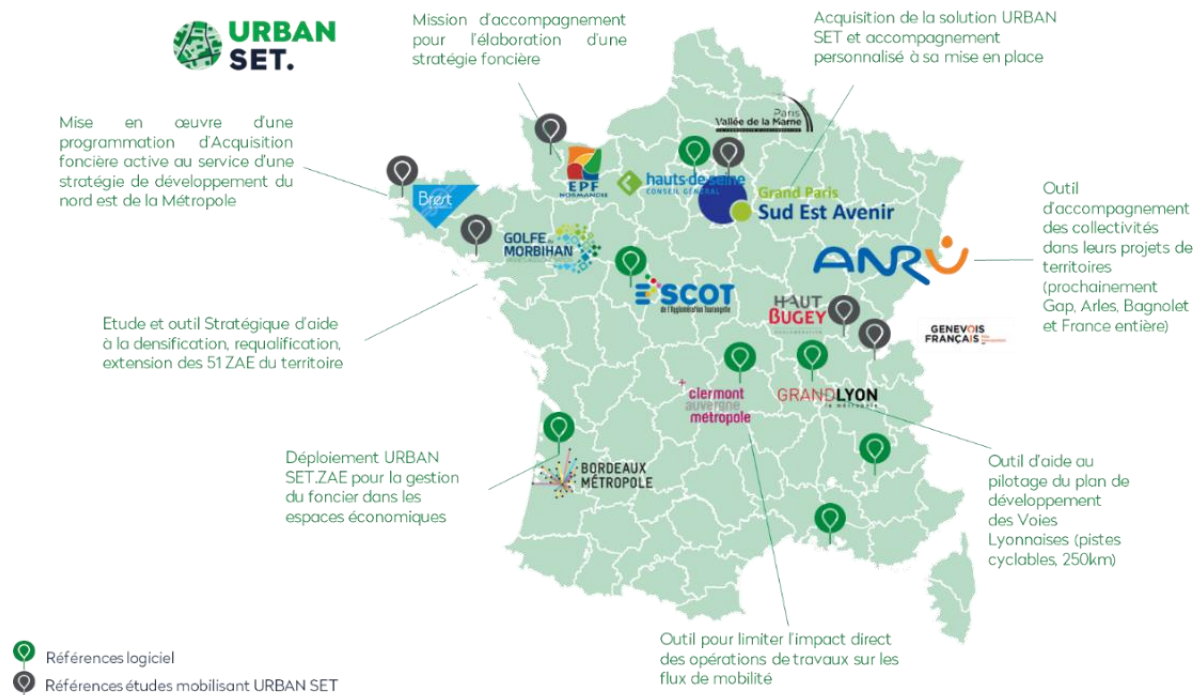 URBAN
SET.
Mission d'accompagnement
pour l'élaboration d'une
stratégie foncière
Acquisition de la solution URBAN
SET et accompagnement
personnalisé à sa mise en place
Mise en œuvre d'une
programmation d'Acquisition
foncière active au service d'une
stratégie de développement du
nord est de la Métropole
Paris
Vallée de la Marne
EPF
NORMANDIE
hauts-de-seine
CONSEIL GÉNÉRAL
Grand Paris
Sud Est Avenir
Brest
GOLFE DU
MORBIHAN
ANRU
Outil
d'accompagnement
des collectivités
dans leurs projets de
territoires
(prochainement
Gap, Arles, Bagnolet
et France entière)
SCOT
de l'Agglomération Tourangelle
HAUT
BUGEY
AGGLOMÉRATION
GENEVOIS
FRANÇAIS
Etude et outil Stratégique d'aide
à la densification, requalification,
extension des 51 ZAE du territoire
clermont
auvergne
métropole
GRANDLYON
la métropole
Déploiement URBAN
SET.ZAE pour la gestion
du foncier dans les
espaces économiques
BORDEAUX
MÉTROPOLE
Outil d'aide au
pilotage du plan de
développement
des Voies
Lyonnaises (pistes
cyclables, 250km)
Outil pour limiter l'impact direct
des opérations de travaux sur les
flux de mobilité
Références logiciel
Références études mobilisant URBAN SET